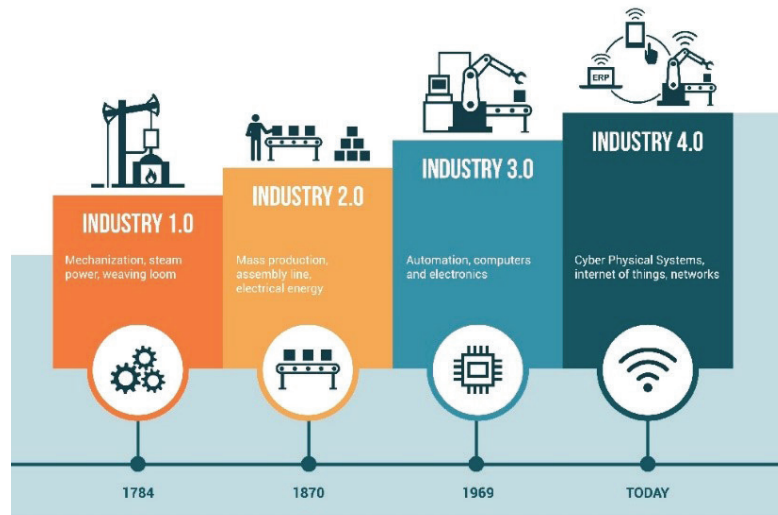 ERP
INDUSTRY 1.0
Mechanization, steam
power, weaving loom
INDUSTRY 2.0
Mass production,
assembly line,
electrical energy
INDUSTRY 3.0
Automation, computers
and electronics
INDUSTRY 4.0
Cyber Physical Systems,
internet of things, networks
1784
1870
1969
TODAY